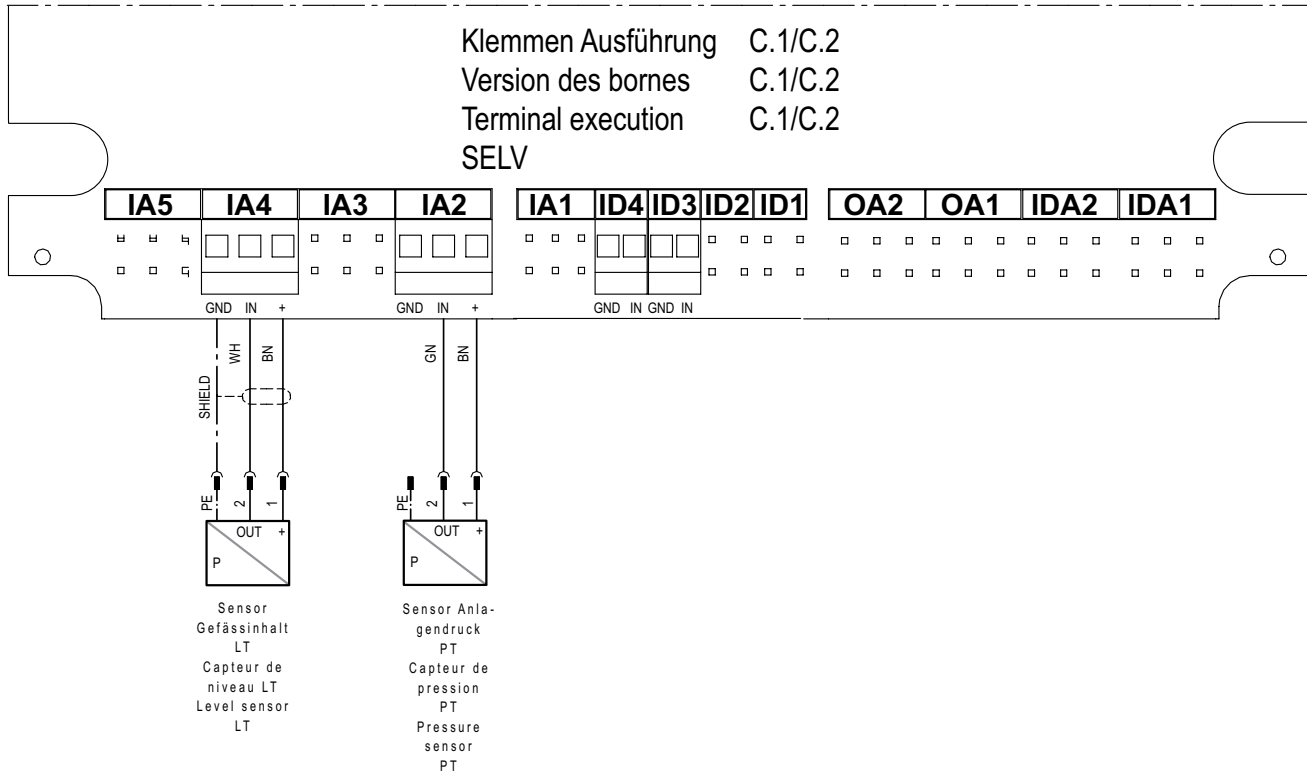 Klemmen Ausführung C.1/C.2
Version des bornes C.1/C.2
Terminal execution C.1/C.2
SELV
IA5 IA4 IA3 IA2 IA1 ID4 ID3 ID2 ID1 OA2 OA1 IDA2 IDA1
GND IN + GND IN + GND IN GND IN
SHIELD WH BN GN BN
PE 2 1 PE 2 1
OUT + OUT +
P P
Sensor
Gefässinhalt
LT
Capteur de
niveau LT
Level sensor
LT
Sensor Anla-
gendruck
PT
Capteur de
pression
PT
Pressure
sensor
PT